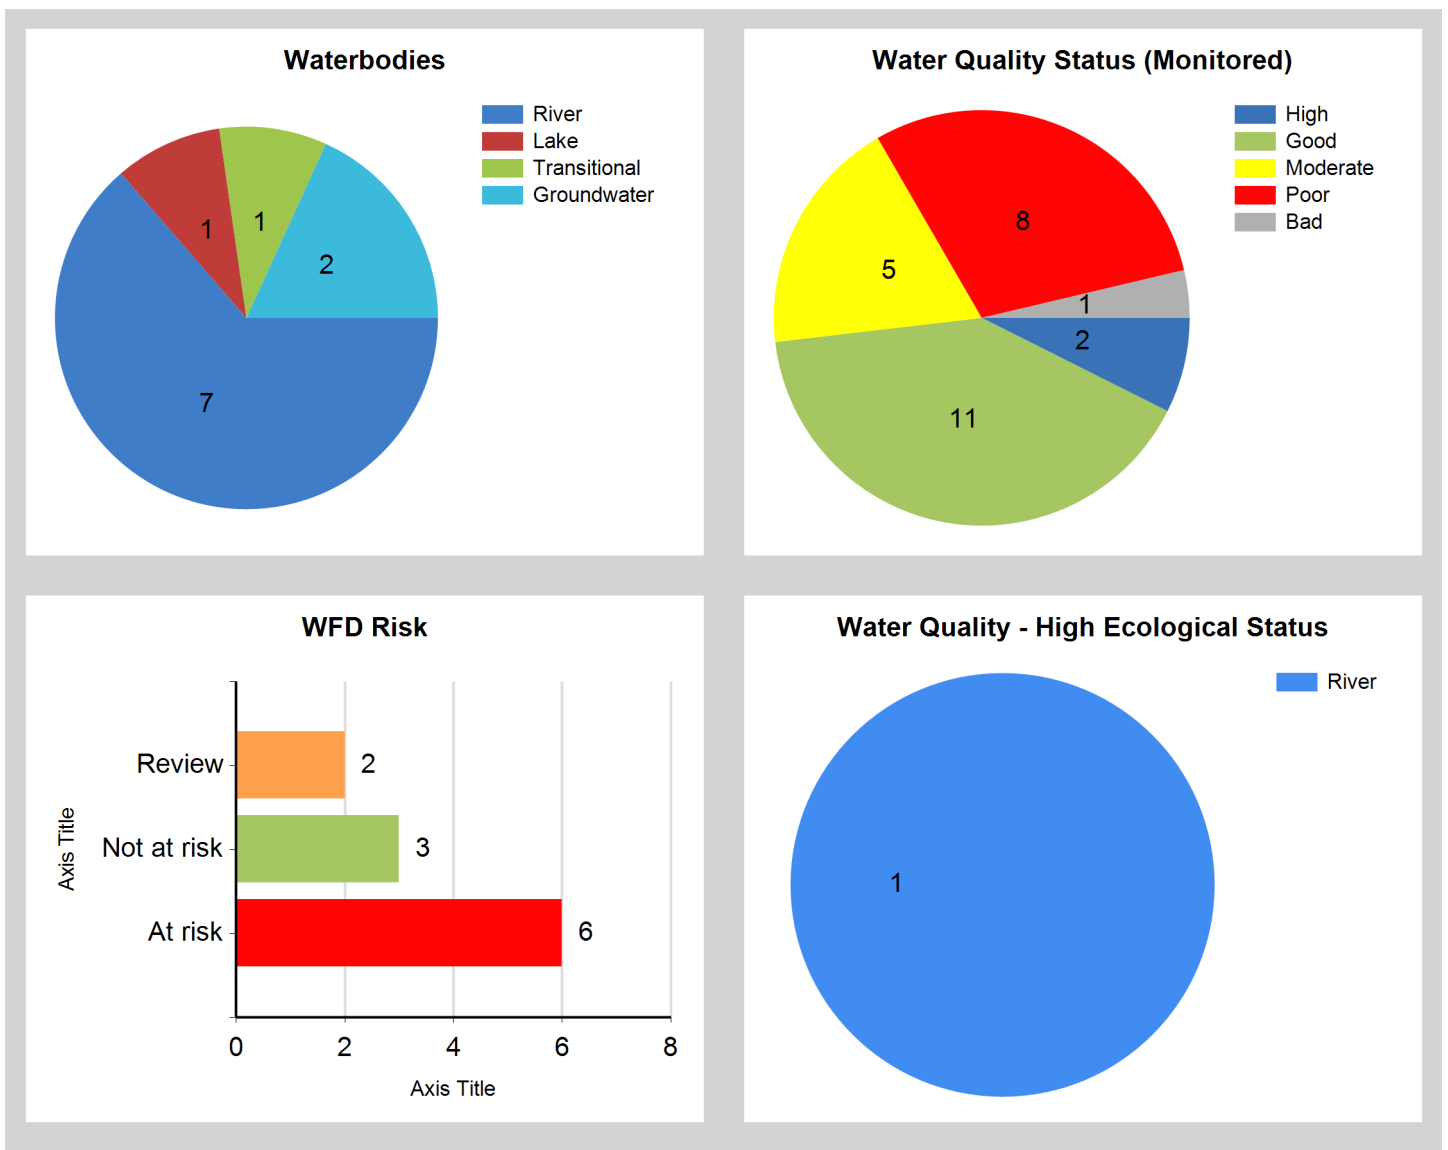 Waterbodies
River
Lake
Transitional
Groundwater
1
1
2
7
Water Quality Status (Monitored)
High
Good
Moderate
Poor
Bad
8
5
1
2
11
WFD Risk
Review
2
Not at risk
3
At risk
6
Axis Title
0 2 4 6 8
Axis Title
Water Quality - High Ecological Status
River
1